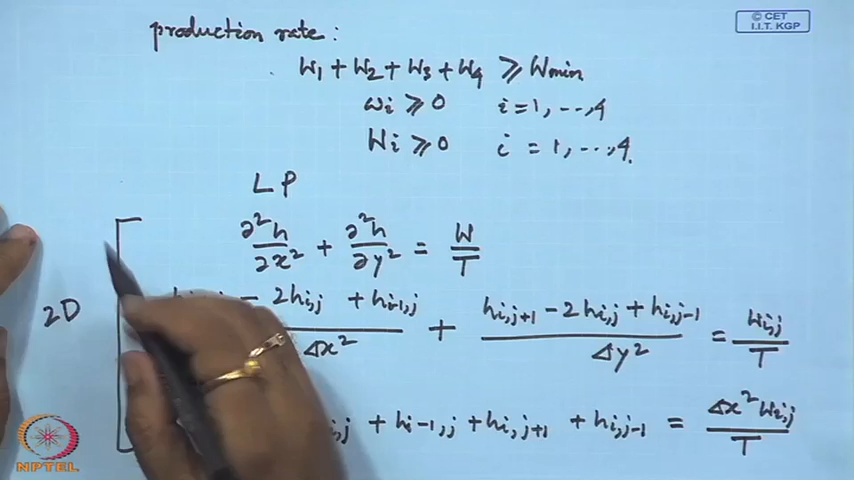 © CET
I.I.T. KGP
production rate :
W1 + W2 + W3 + W4 ≥ Wmin
wi ≥ 0 i = 1, --, 4
Wi ≥ 0 i = 1, --, 4.
LP
∂²h/∂x² + ∂²h/∂y² = W/T
2D
- 2hi,j + hi-1,j / Δx² + hi,j+1 - 2hi,j + hi,j-1 / Δy² = Wi,j / T
i,j + hi-1,j + hi,j+1 + hi,j-1 = Δx² Wi,j / T
NPTEL